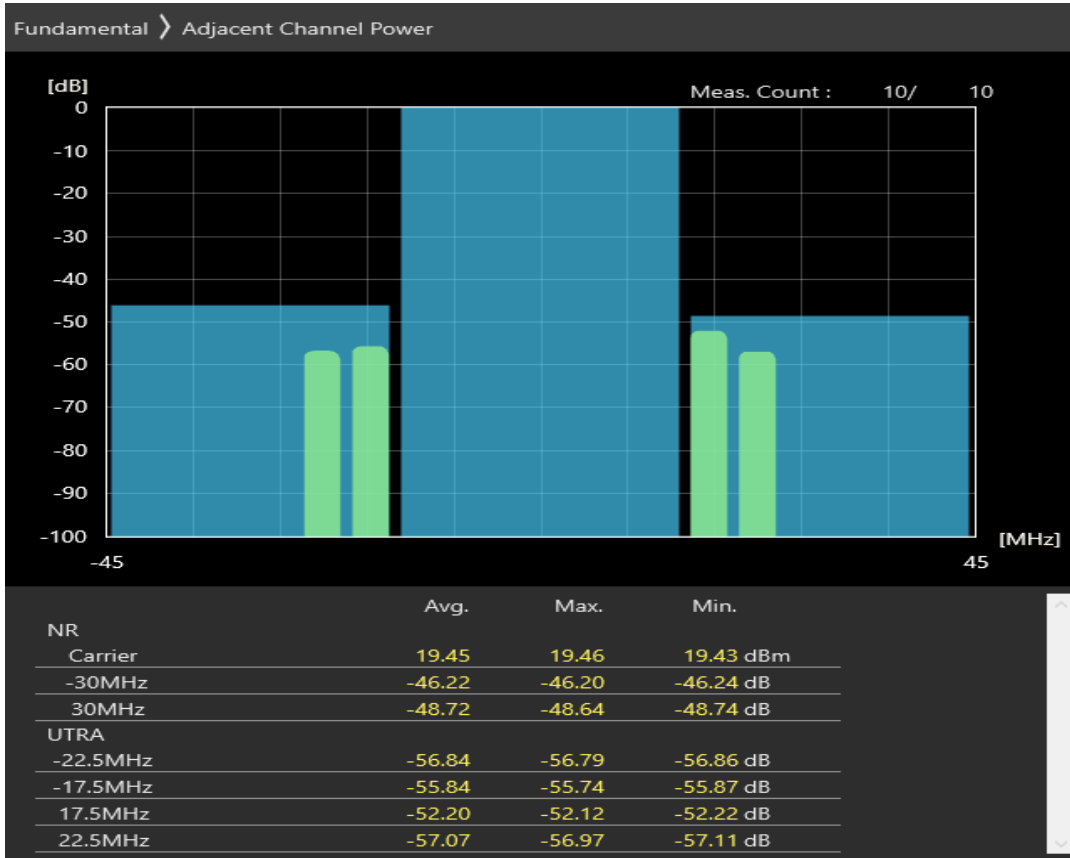 Fundamental ❭ Adjacent Channel Power
[dB]
Meas. Count : 10/ 10
0
-10
-20
-30
-40
-50
-60
-70
-80
-90
-100
[MHz]
-45 45
Avg. Max. Min.
NR
Carrier 19.45 19.46 19.43 dBm
-30MHz -46.22 -46.20 -46.24 dB
30MHz -48.72 -48.64 -48.74 dB
UTRA
-22.5MHz -56.84 -56.79 -56.86 dB
-17.5MHz -55.84 -55.74 -55.87 dB
17.5MHz -52.20 -52.12 -52.22 dB
22.5MHz -57.07 -56.97 -57.11 dB